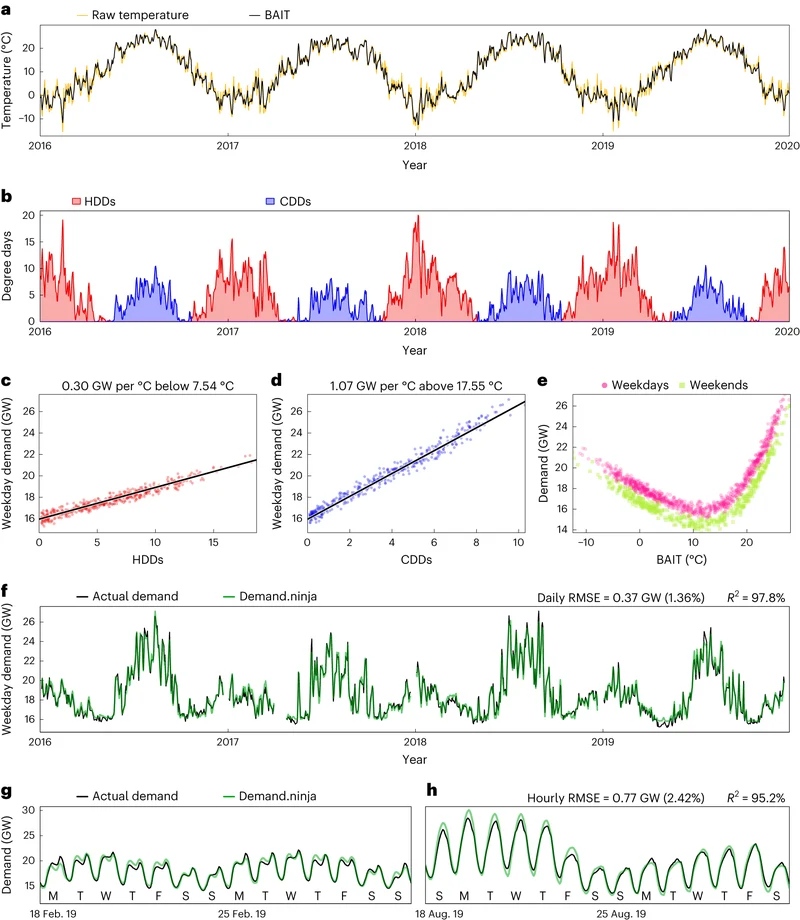 a
Raw temperature
BAIT
Temperature (°C)
20
10
0
−10
2016
2017
2018
2019
2020
Year
b
HDDs
CDDs
Degree days
20
15
10
5
0
2016
2017
2018
2019
2020
Year
c
0.30 GW per °C below 7.54 °C
Weekday demand (GW)
26
24
22
20
18
16
0
5
10
15
HDDs
d
1.07 GW per °C above 17.55 °C
Weekday demand (GW)
26
24
22
20
18
16
0
2
4
6
8
10
CDDs
e
Weekdays
Weekends
Demand (GW)
26
24
22
20
18
16
14
−10
0
10
20
BAIT (°C)
f
Actual demand
Demand.ninja
Daily RMSE = 0.37 GW (1.36%)
R² = 97.8%
Weekday demand (GW)
26
24
22
20
18
16
2016
2017
2018
2019
Year
g
Actual demand
Demand.ninja
Demand (GW)
30
25
20
15
M T W T F S S M T W T F S S
18 Feb. 19
25 Feb. 19
h
Hourly RMSE = 0.77 GW (2.42%)
R² = 95.2%
S M T W T F S S M T W T F S
18 Aug. 19
25 Aug. 19